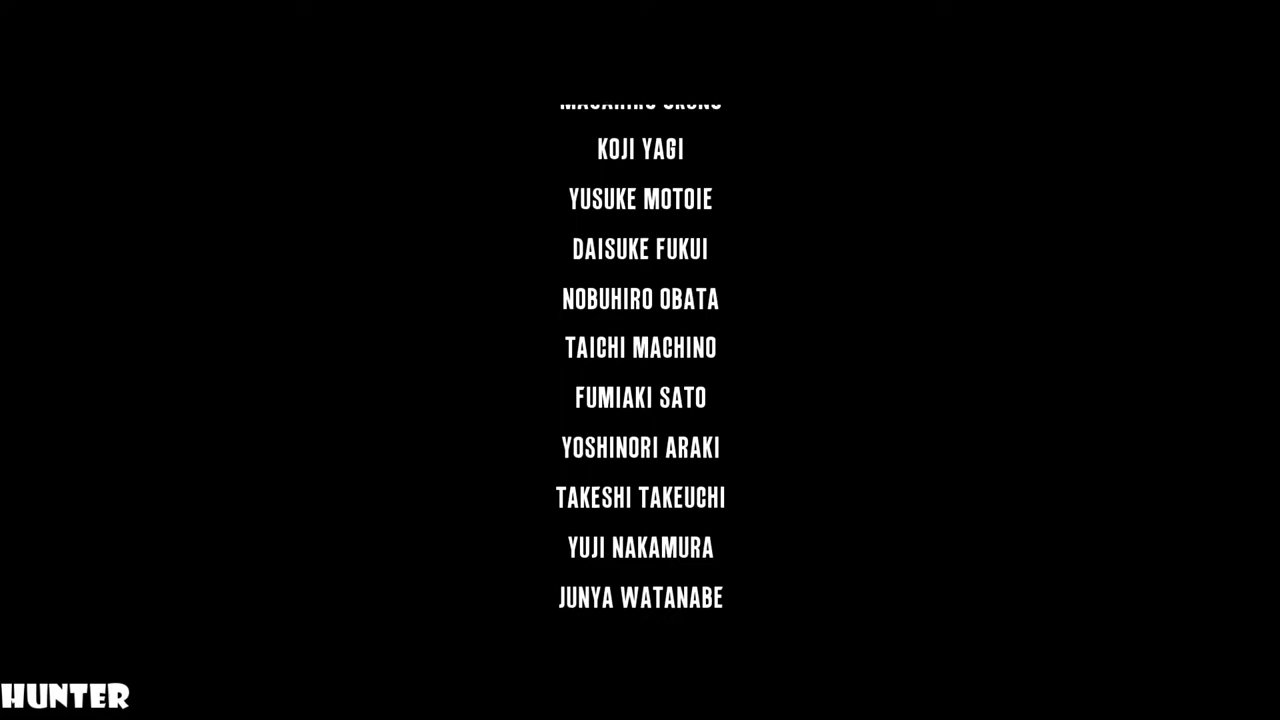 KOJI YAGI
YUSUKE MOTOIE
DAISUKE FUKUI
NOBUHIRO OBATA
TAICHI MACHINO
FUMIAKI SATO
YOSHINORI ARAKI
TAKESHI TAKEUCHI
YUJI NAKAMURA
JUNYA WATANABE
HUNTER